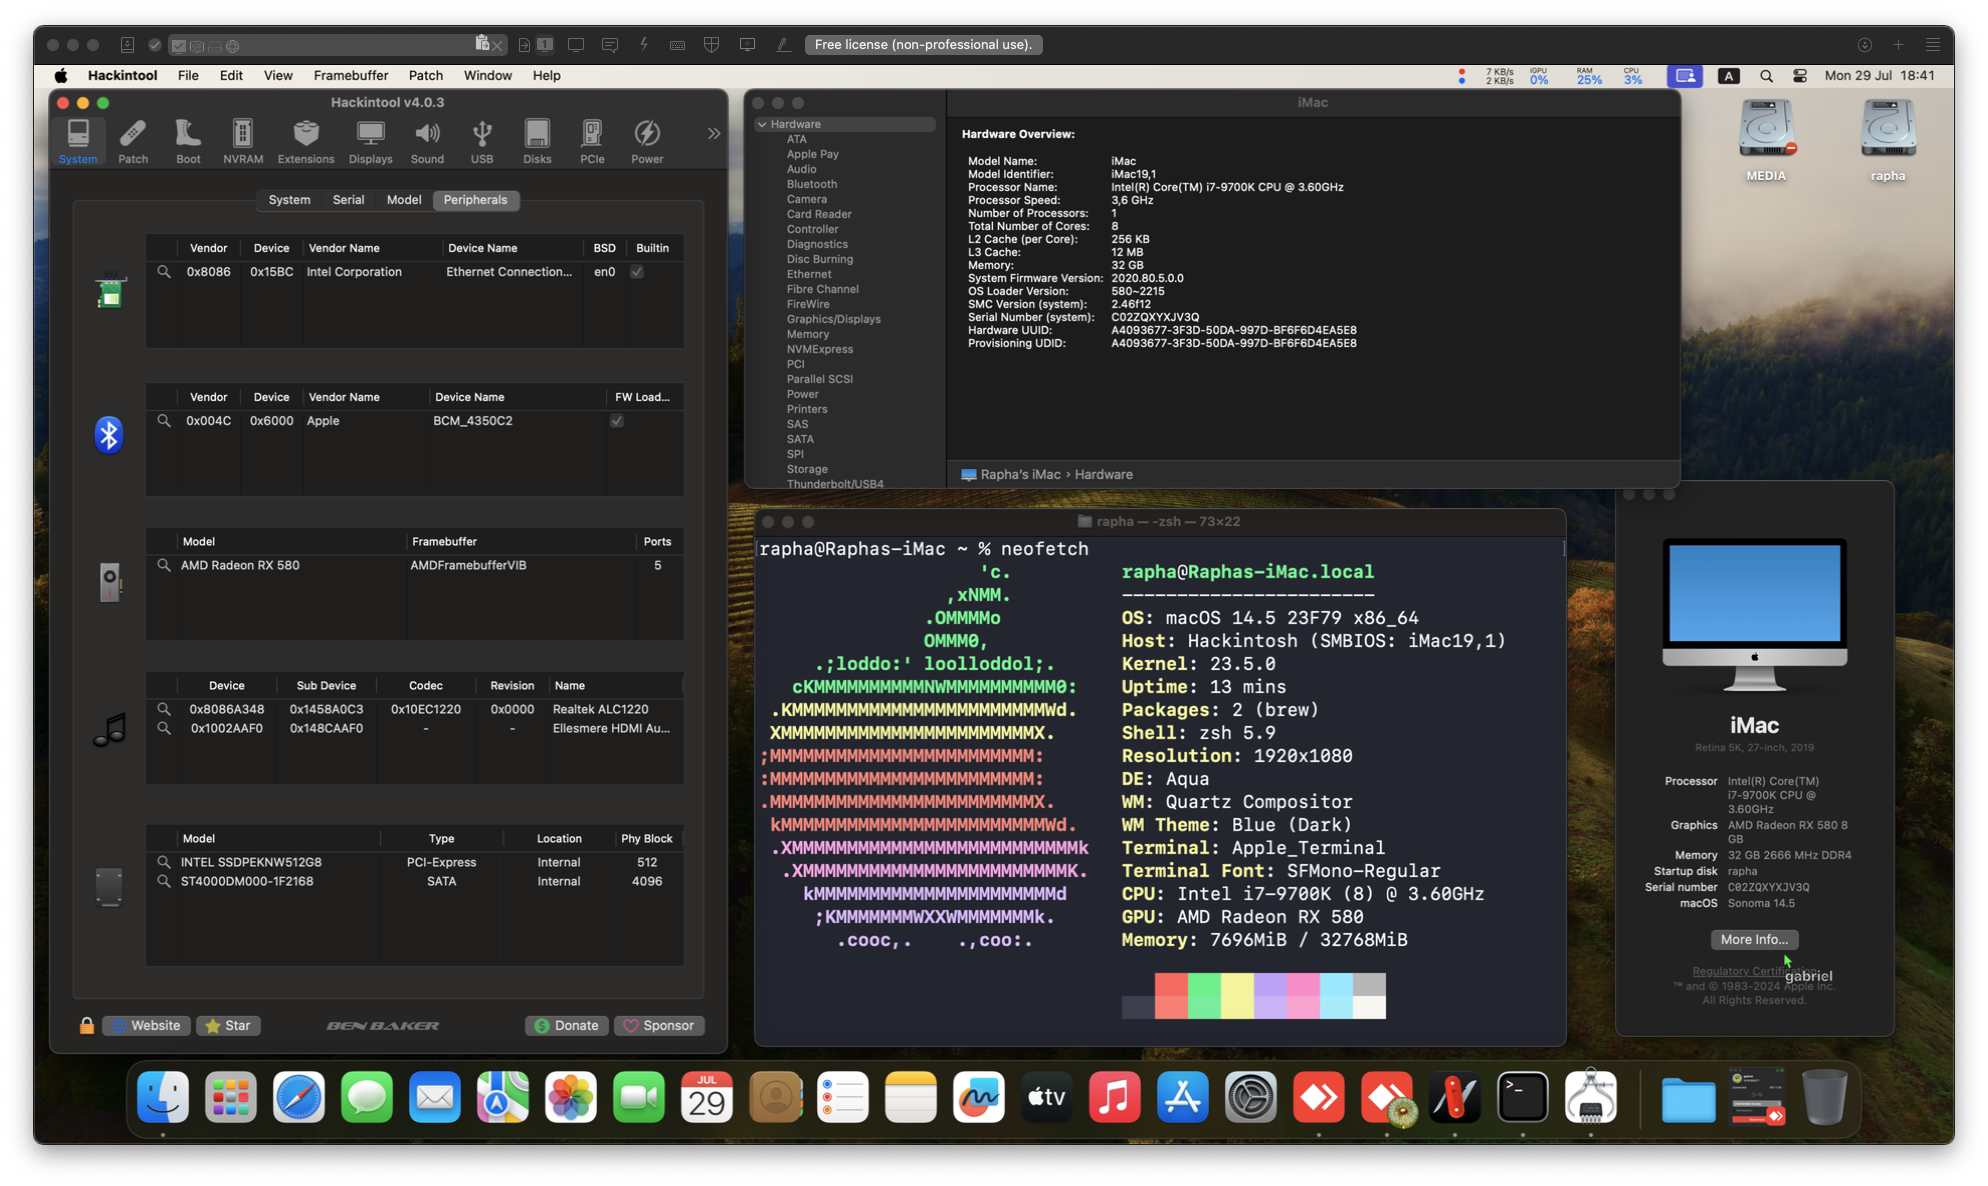 Free license (non-professional use).
1
Hackintool File Edit View Framebuffer Patch Window Help
7 KB/s
2 KB/s
iGPU
0%
RAM
25%
CPU
3%
A
Mon 29 Jul 18:41
Hackintool v4.0.3
System Patch Boot NVRAM Extensions Displays Sound USB Disks PCIe Power
System Serial Model Peripherals
Vendor Device Vendor Name Device Name BSD Builtin
0x8086 0x15BC Intel Corporation Ethernet Connection... en0
Vendor Device Vendor Name Device Name FW Load...
0x004C 0x6000 Apple BCM_4350C2
Model Framebuffer Ports
AMD Radeon RX 580 AMDFramebufferVIB 5
Device Sub Device Codec Revision Name
0x8086A348 0x1458A0C3 0x10EC1220 0x0000 Realtek ALC1220
0x1002AAF0 0x148CAAF0 - - Ellesmere HDMI Au...
Model Type Location Phy Block
INTEL SSDPEKNW512G8 PCI-Express Internal 512
ST4000DM000-1F2168 SATA Internal 4096
Website Star BEN BAKER Donate Sponsor
iMac
Hardware
ATA
Apple Pay
Audio
Bluetooth
Camera
Card Reader
Controller
Diagnostics
Disc Burning
Ethernet
Fibre Channel
FireWire
Graphics/Displays
Memory
NVMExpress
PCI
Parallel SCSI
Power
Printers
SAS
SATA
SPI
Storage
Thunderbolt/USB4
Hardware Overview:
Model Name: iMac
Model Identifier: iMac19,1
Processor Name: Intel(R) Core(TM) i7-9700K CPU @ 3.60GHz
Processor Speed: 3,6 GHz
Number of Processors: 1
Total Number of Cores: 8
L2 Cache (per Core): 256 KB
L3 Cache: 12 MB
Memory: 32 GB
System Firmware Version: 2020.80.5.0.0
OS Loader Version: 580~2215
SMC Version (system): 2.46f12
Serial Number (system): C02ZQXYXJV3Q
Hardware UUID: A4093677-3F3D-50DA-997D-BF6F6D4EA5E8
Provisioning UDID: A4093677-3F3D-50DA-997D-BF6F6D4EA5E8
Rapha's iMac › Hardware
MEDIA
rapha
rapha — -zsh — 73×22
rapha@Raphas-iMac ~ % neofetch
'c. rapha@Raphas-iMac.local
,xNMM. -----------------------
.OMMMMo OS: macOS 14.5 23F79 x86_64
OMMM0, Host: Hackintosh (SMBIOS: iMac19,1)
.;loddo:' loolloddol;. Kernel: 23.5.0
cKMMMMMMMMMMNWMMMMMMMMMM0: Uptime: 13 mins
.KMMMMMMMMMMMMMMMMMMMMMMMWd. Packages: 2 (brew)
XMMMMMMMMMMMMMMMMMMMMMMMX. Shell: zsh 5.9
;MMMMMMMMMMMMMMMMMMMMMMMM: Resolution: 1920x1080
:MMMMMMMMMMMMMMMMMMMMMMMM: DE: Aqua
.MMMMMMMMMMMMMMMMMMMMMMMMX. WM: Quartz Compositor
kMMMMMMMMMMMMMMMMMMMMMMMMWd. WM Theme: Blue (Dark)
.XMMMMMMMMMMMMMMMMMMMMMMMMMMk Terminal: Apple_Terminal
.XMMMMMMMMMMMMMMMMMMMMMMMMK. Terminal Font: SFMono-Regular
kMMMMMMMMMMMMMMMMMMMMMMd CPU: Intel i7-9700K (8) @ 3.60GHz
;KMMMMMMMWXXWMMMMMMMk. GPU: AMD Radeon RX 580
.cooc,. .,coo:. Memory: 7696MiB / 32768MiB
iMac
Retina 5K, 27-inch, 2019
Processor Intel(R) Core(TM)
i7-9700K CPU @
3.60GHz
Graphics AMD Radeon RX 580 8
GB
Memory 32 GB 2666 MHz DDR4
Startup disk rapha
Serial number C02ZQXYXJV3Q
macOS Sonoma 14.5
More Info...
gabriel
Regulatory Certification
™ and © 1983-2024 Apple Inc.
All Rights Reserved.
JUL
29
tv
>_